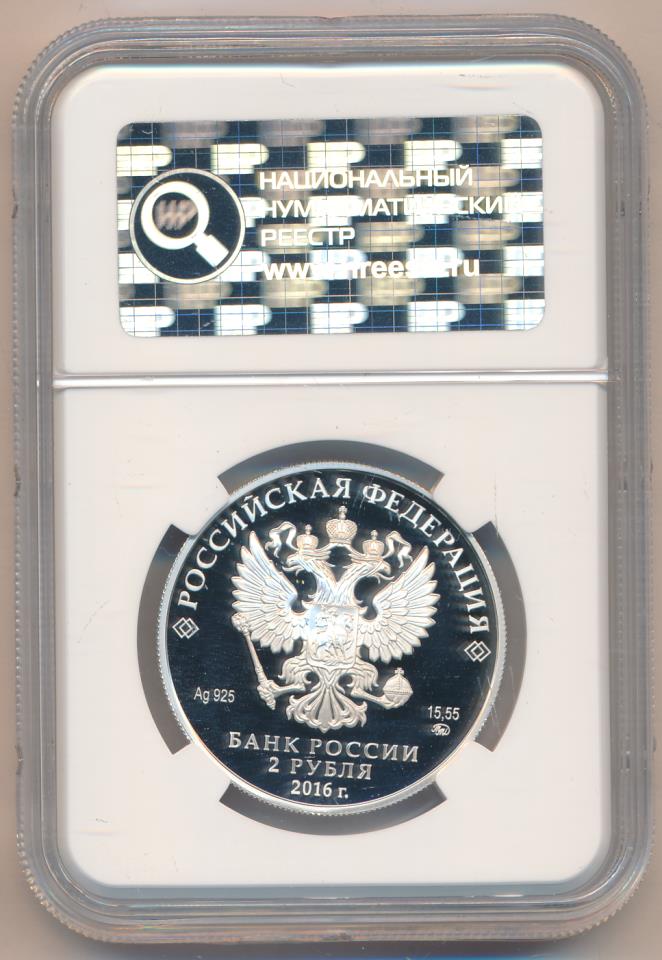 НАЦИОНАЛЬНЫЙ
НУМИЗМАТИЧЕСКИЙ
РЕЕСТР
РОССИЙСКАЯ ФЕДЕРАЦИЯ
Ag 925
15,55
БАНК РОССИИ
2 РУБЛЯ
2016 г.